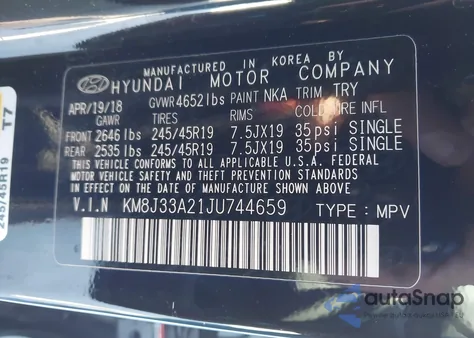 MANUFACTURED IN KOREA BY
HYUNDAI MOTOR COMPANY
APR/19/18 GVWR 4652 lbs PAINT NKA TRIM TRY
GAWR TIRES RIMS COLD TIRE INFL
FRONT 2646 lbs 245/45R19 7.5JX19 35psi SINGLE
REAR 2535 lbs 245/45R19 7.5JX19 35psi SINGLE
THIS VEHICLE CONFORMS TO ALL APPLICABLE U.S.A. FEDERAL
MOTOR VEHICLE SAFETY AND THEFT PREVENTION STANDARDS
IN EFFECT ON THE DATE OF MANUFACTURE SHOWN ABOVE.
V.I.N KM8J33A21JU744659 TYPE : MPV
245/45R19
T7
autoSnap